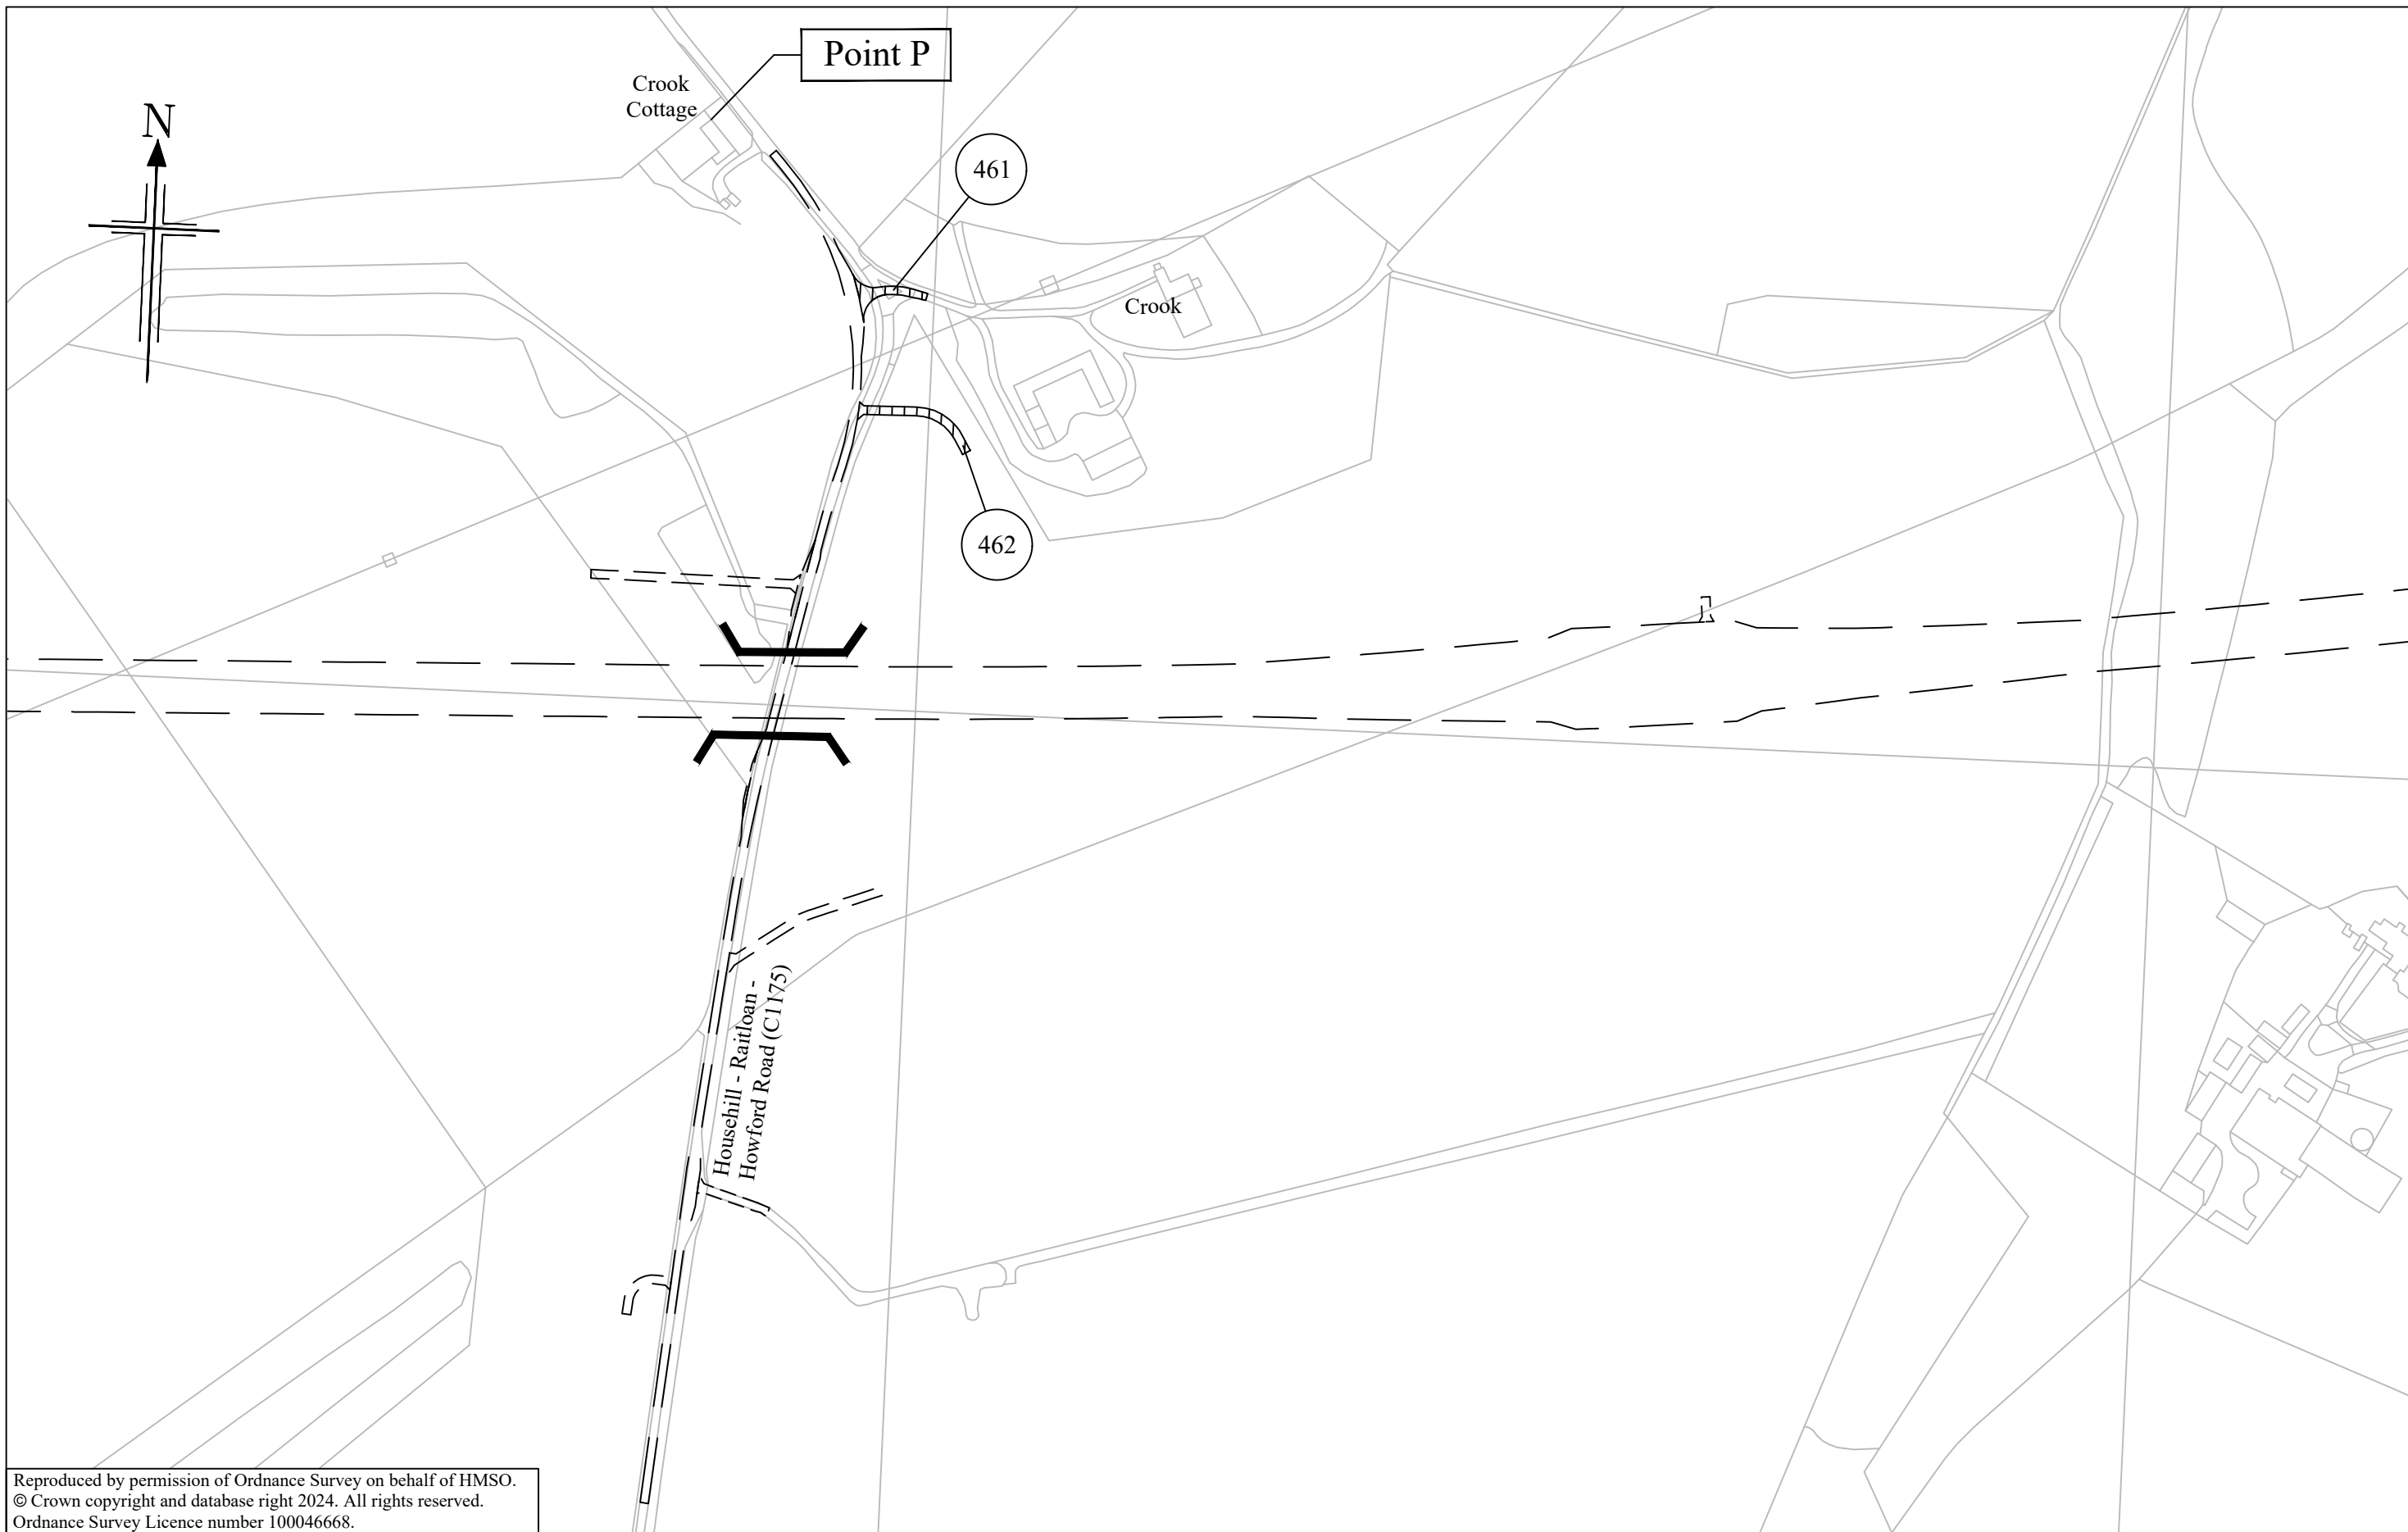 Point P
Crook
Cottage
N
461
Crook
462
Househill - Raitloan -
Howford Road (C1175)
Reproduced by permission of Ordnance Survey on behalf of HMSO.
© Crown copyright and database right 2024. All rights reserved.
Ordnance Survey Licence number 100046668.